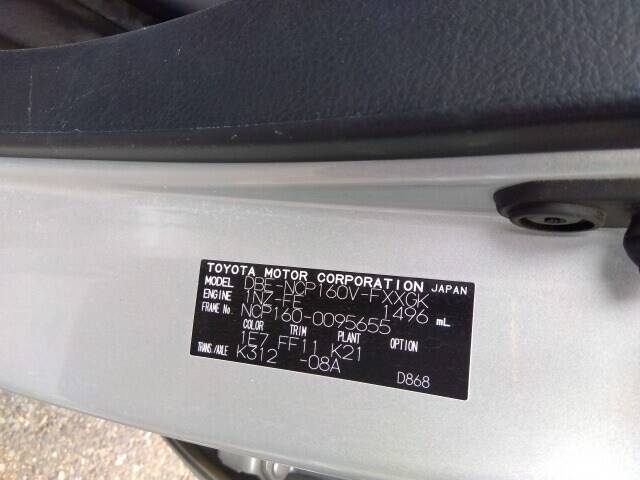 TOYOTA MOTOR CORPORATION JAPAN
MODEL DBE-NCP160V-FXXGK
ENGINE 1NZ-FE 1496 mL
FRAME No. NCP160-0095655
COLOR TRIM PLANT OPTION
1E7 FF11 K21
TRANS./AXLE K312 -08A
D868